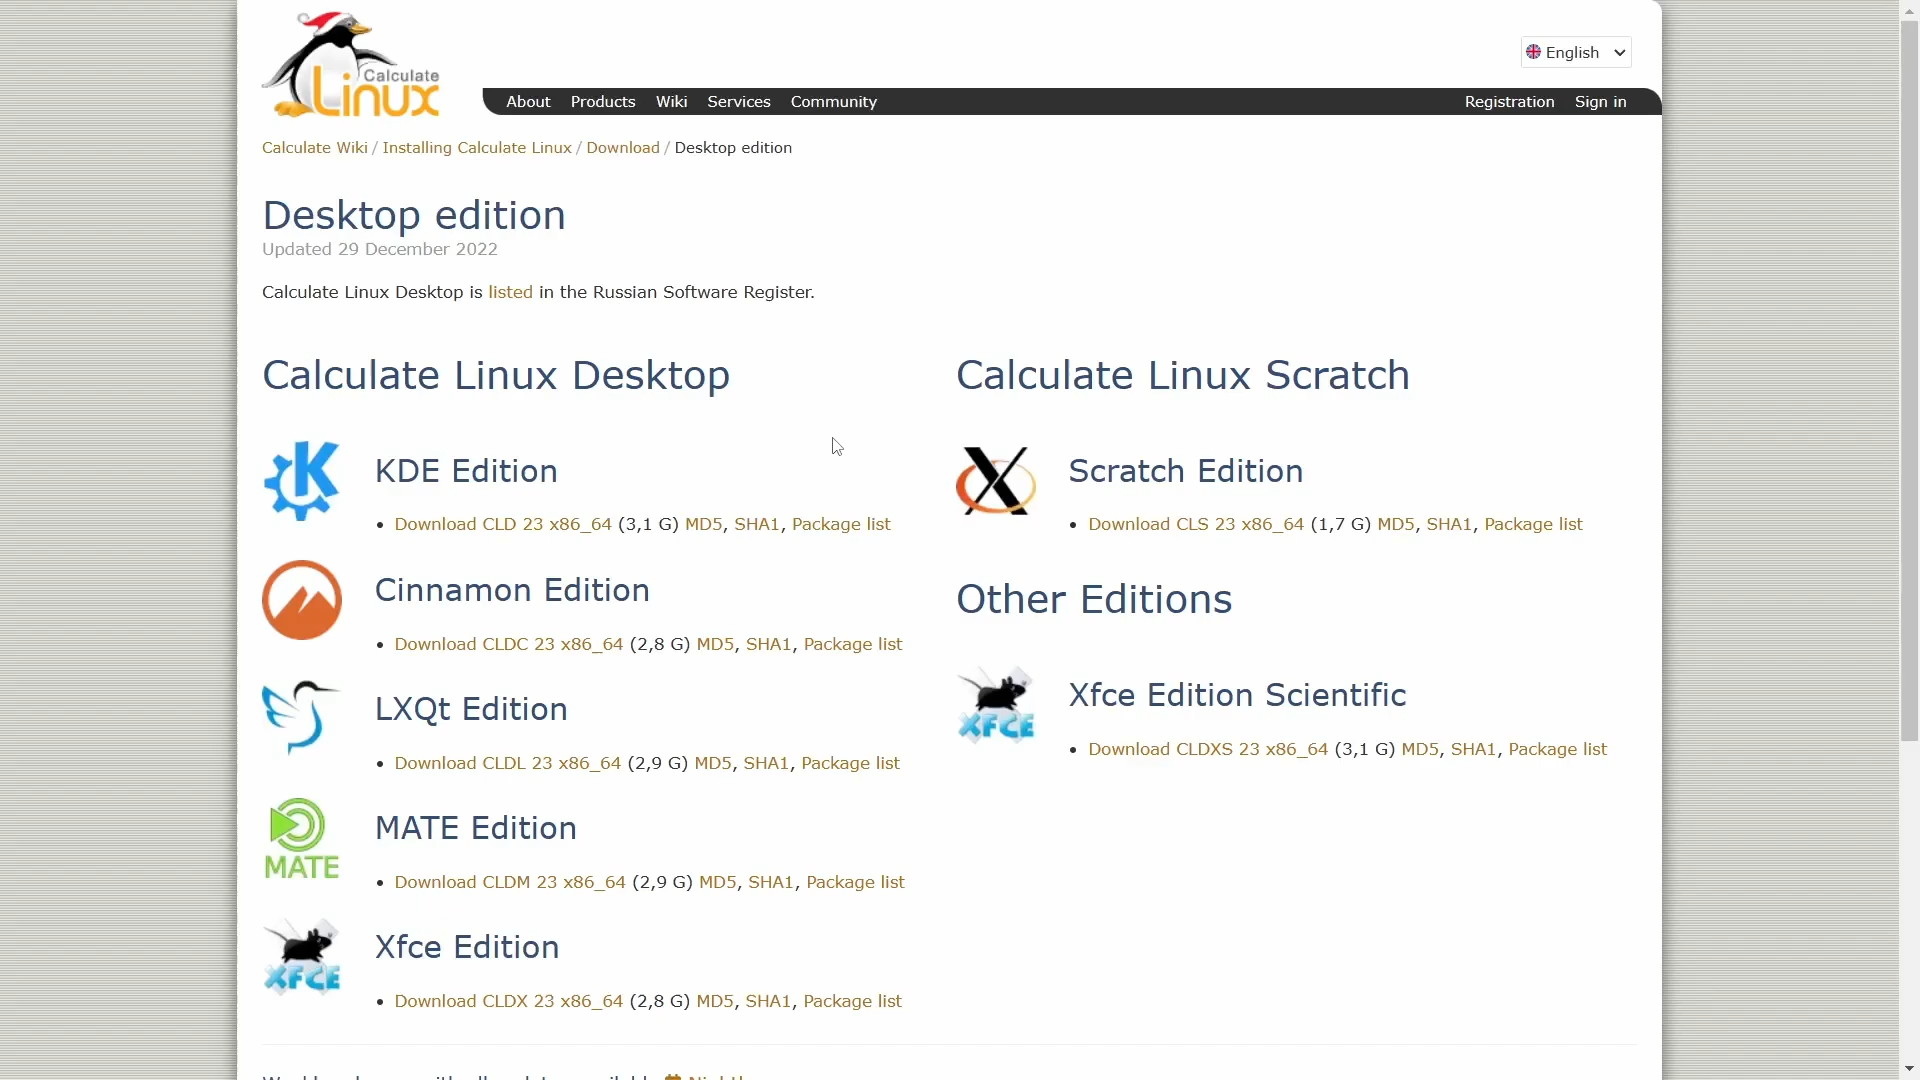 Calculate
Linux
English
About Products Wiki Services Community
Registration Sign in
Calculate Wiki / Installing Calculate Linux / Download / Desktop edition
Desktop edition
Updated 29 December 2022
Calculate Linux Desktop is listed in the Russian Software Register.
Calculate Linux Desktop
KDE Edition
• Download CLD 23 x86_64 (3,1 G) MD5, SHA1, Package list
Cinnamon Edition
• Download CLDC 23 x86_64 (2,8 G) MD5, SHA1, Package list
LXQt Edition
• Download CLDL 23 x86_64 (2,9 G) MD5, SHA1, Package list
MATE
MATE Edition
• Download CLDM 23 x86_64 (2,9 G) MD5, SHA1, Package list
XFCE
Xfce Edition
• Download CLDX 23 x86_64 (2,8 G) MD5, SHA1, Package list
Calculate Linux Scratch
Scratch Edition
• Download CLS 23 x86_64 (1,7 G) MD5, SHA1, Package list
Other Editions
XFCE
Xfce Edition Scientific
• Download CLDXS 23 x86_64 (3,1 G) MD5, SHA1, Package list